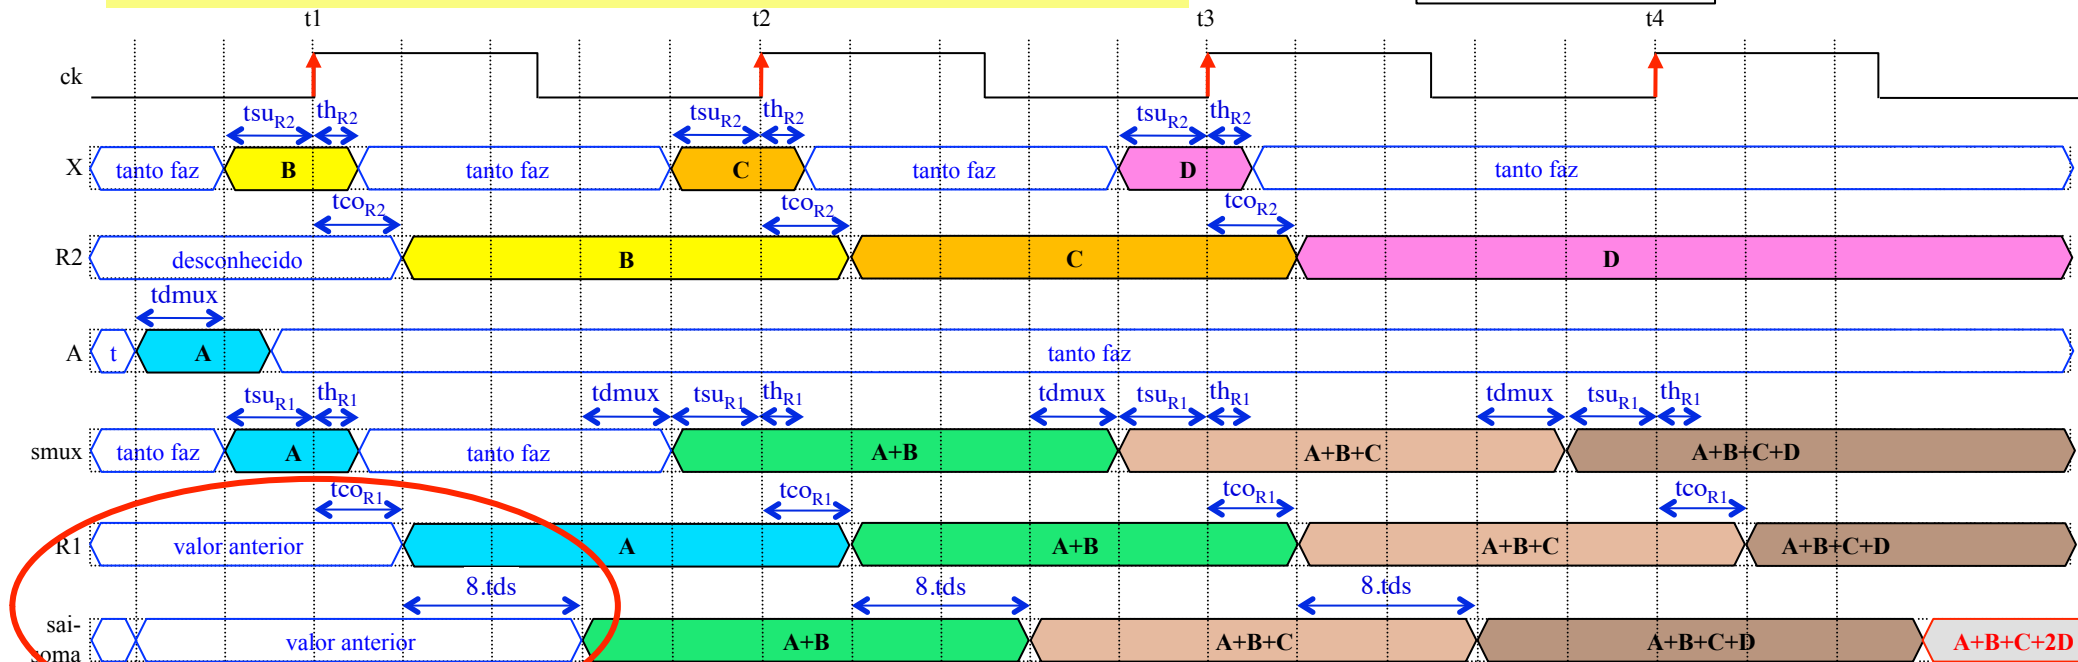 t1 t2 t3 t4
ck
tsuR2 thR2 tsuR2 thR2 tsuR2 thR2
X tanto faz B tanto faz C tanto faz D tanto faz
tcoR2 tcoR2 tcoR2
R2 desconhecido B C D
tdmux
A t A tanto faz
tsuR1 thR1 tdmux tsuR1 thR1 tdmux tsuR1 thR1 tdmux tsuR1 thR1
smux tanto faz A tanto faz A+B A+B+C A+B+C+D
tcoR1 tcoR1 tcoR1 tcoR1
R1 valor anterior A A+B A+B+C A+B+C+D
8.tds 8.tds 8.tds
sai-
soma valor anterior A+B A+B+C A+B+C+D A+B+C+2D